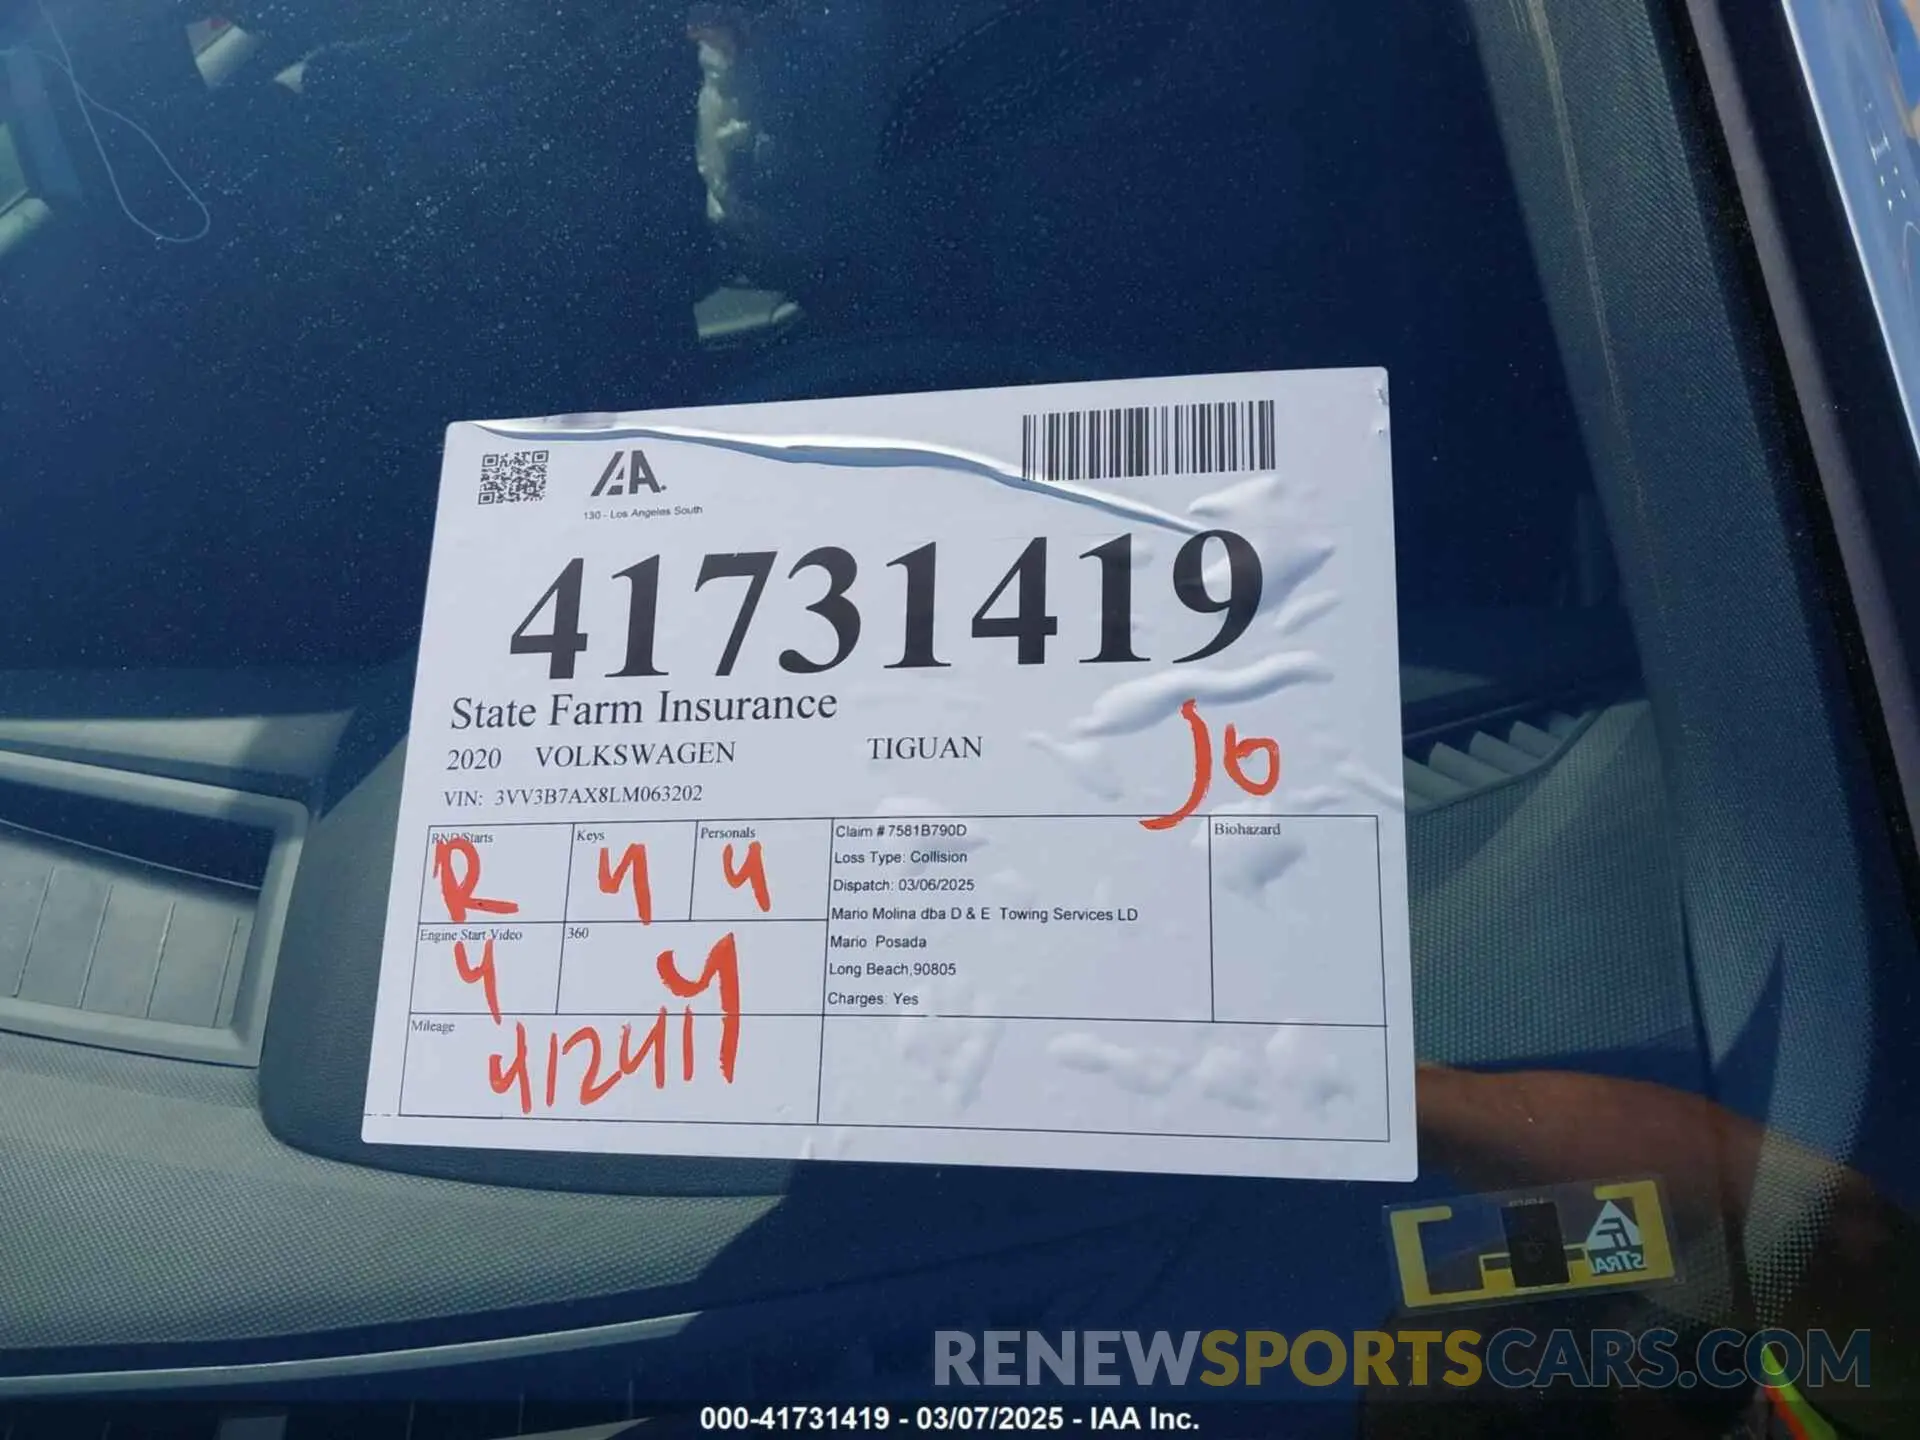 IAA.
130 - Los Angeles South
41731419
State Farm Insurance
2020 VOLKSWAGEN TIGUAN
VIN: 3VV3B7AX8LM063202
Jo
RND/Starts
R
Keys
Y
Personals
Y
Engine Start Video
Y
360
Y
Mileage
41241
Claim # 7581B790D
Loss Type: Collision
Dispatch: 03/06/2025
Mario Molina dba D & E Towing Services LD
Mario Posada
Long Beach,90805
Charges: Yes
Biohazard
RENEWSPORTSCARS.COM
000-41731419 - 03/07/2025 - IAA Inc.